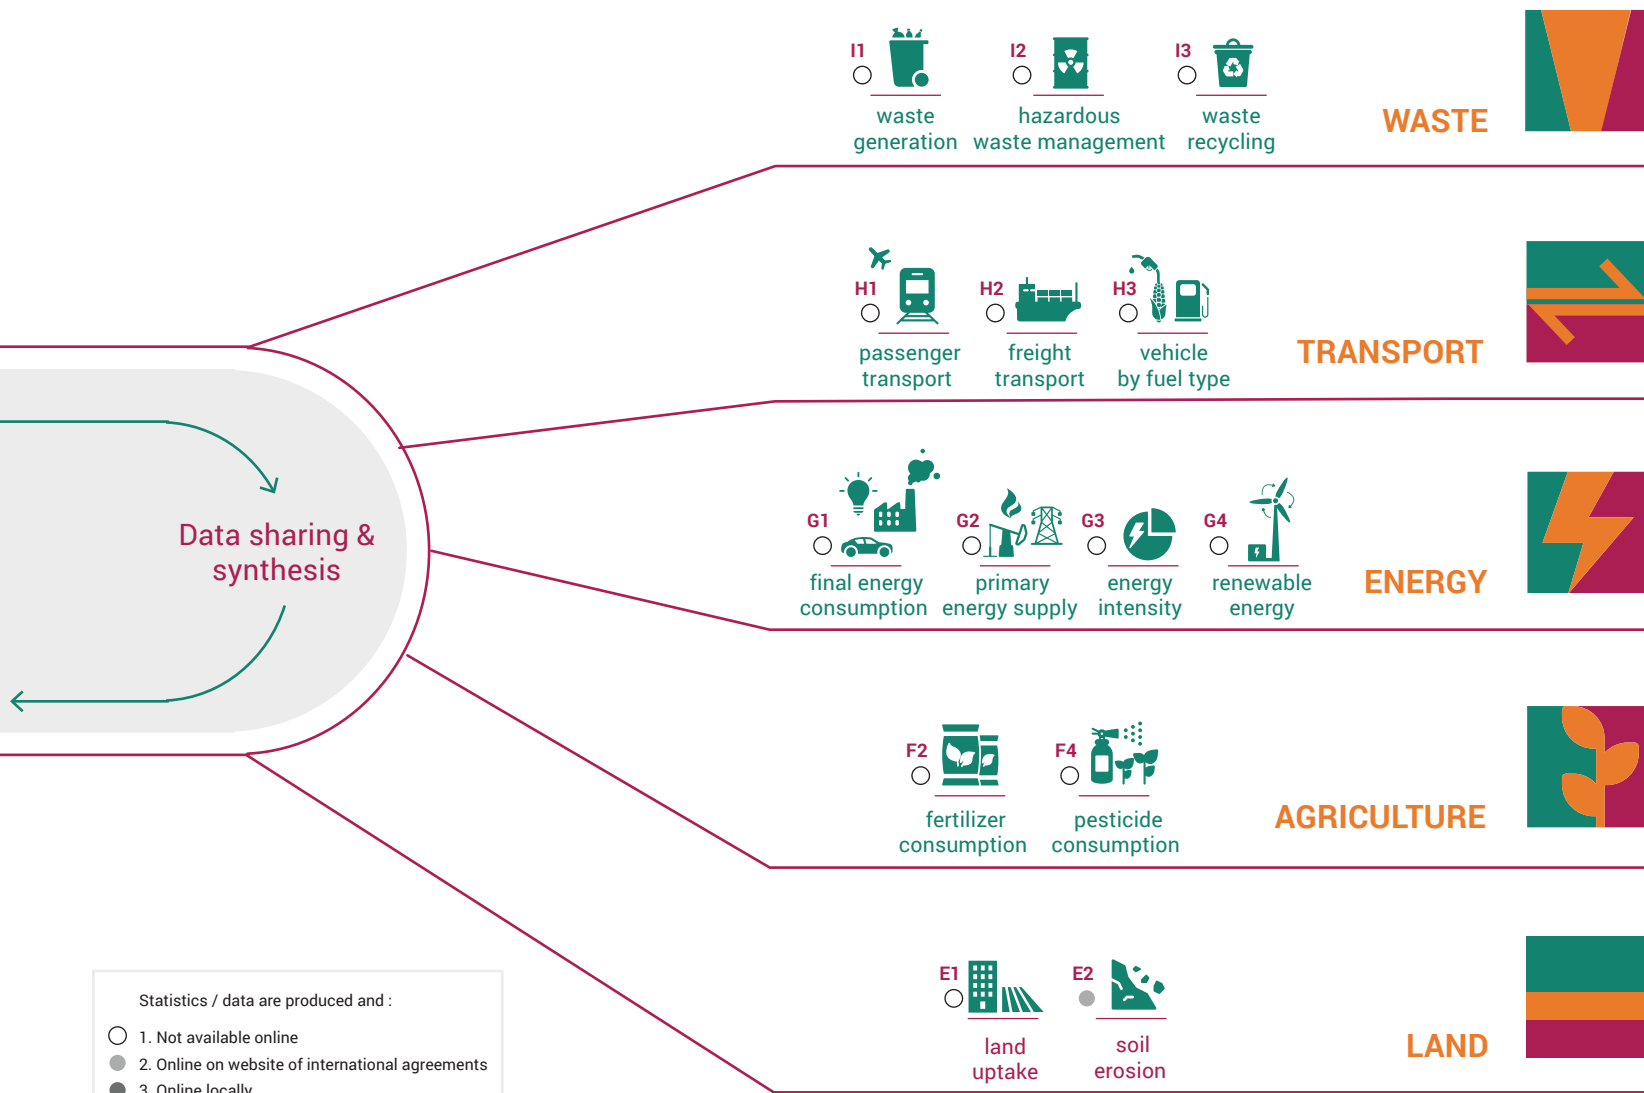 I1
I2
I3
waste
generation
hazardous
waste management
waste
recycling
WASTE
H1
H2
H3
passenger
transport
freight
transport
vehicle
by fuel type
TRANSPORT
G1
G2
G3
G4
final energy
consumption
primary
energy supply
energy
intensity
renewable
energy
ENERGY
Data sharing &
synthesis
F2
F4
fertilizer
consumption
pesticide
consumption
AGRICULTURE
E1
E2
land
uptake
soil
erosion
LAND
Statistics / data are produced and :
1. Not available online
2. Online on website of international agreements
3. Online locally